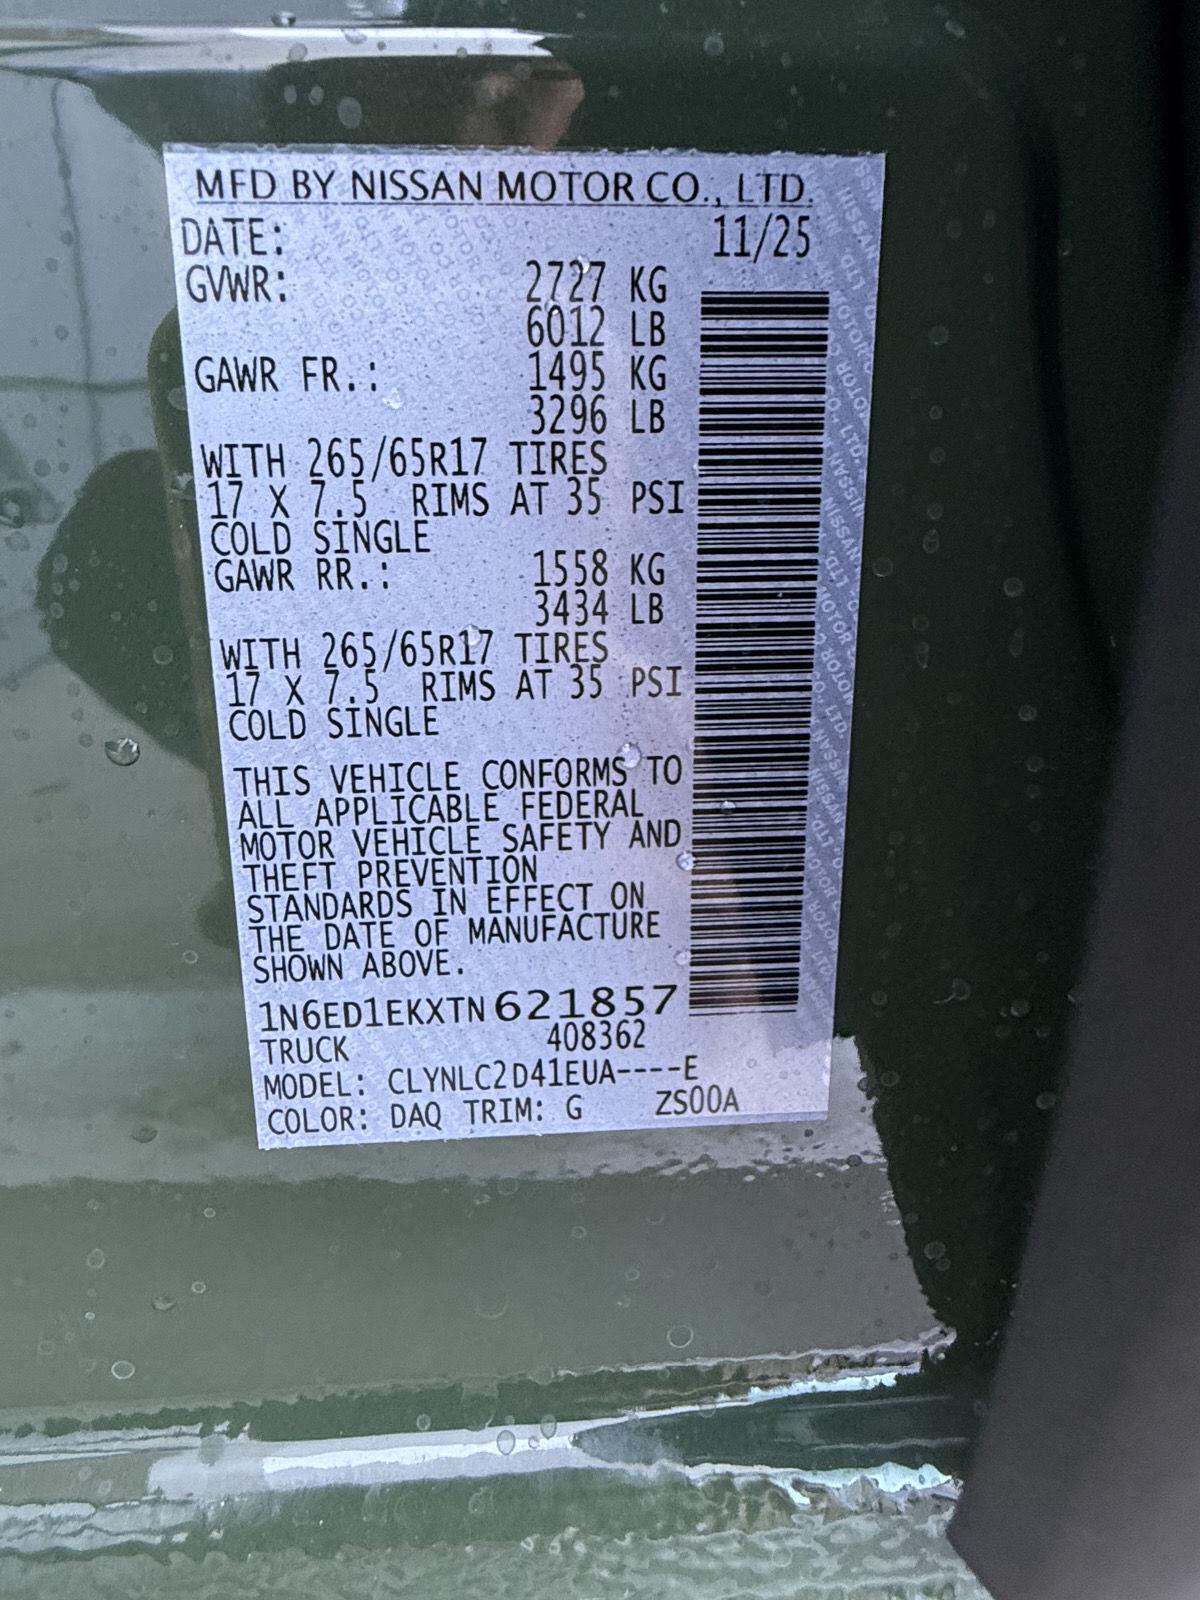 MFD BY NISSAN MOTOR CO., LTD.
DATE: 11/25
GVWR: 2727 KG
6012 LB
GAWR FR.: 1495 KG
3296 LB
WITH 265/65R17 TIRES
17 X 7.5 RIMS AT 35 PSI
COLD SINGLE
GAWR RR.: 1558 KG
3434 LB
WITH 265/65R17 TIRES
17 X 7.5 RIMS AT 35 PSI
COLD SINGLE
THIS VEHICLE CONFORMS TO
ALL APPLICABLE FEDERAL
MOTOR VEHICLE SAFETY AND
THEFT PREVENTION
STANDARDS IN EFFECT ON
THE DATE OF MANUFACTURE
SHOWN ABOVE.
1N6ED1EKXTN621857
TRUCK 408362
MODEL: CLYNLC2D41EUA----E
COLOR: DAQ TRIM: G ZS00A